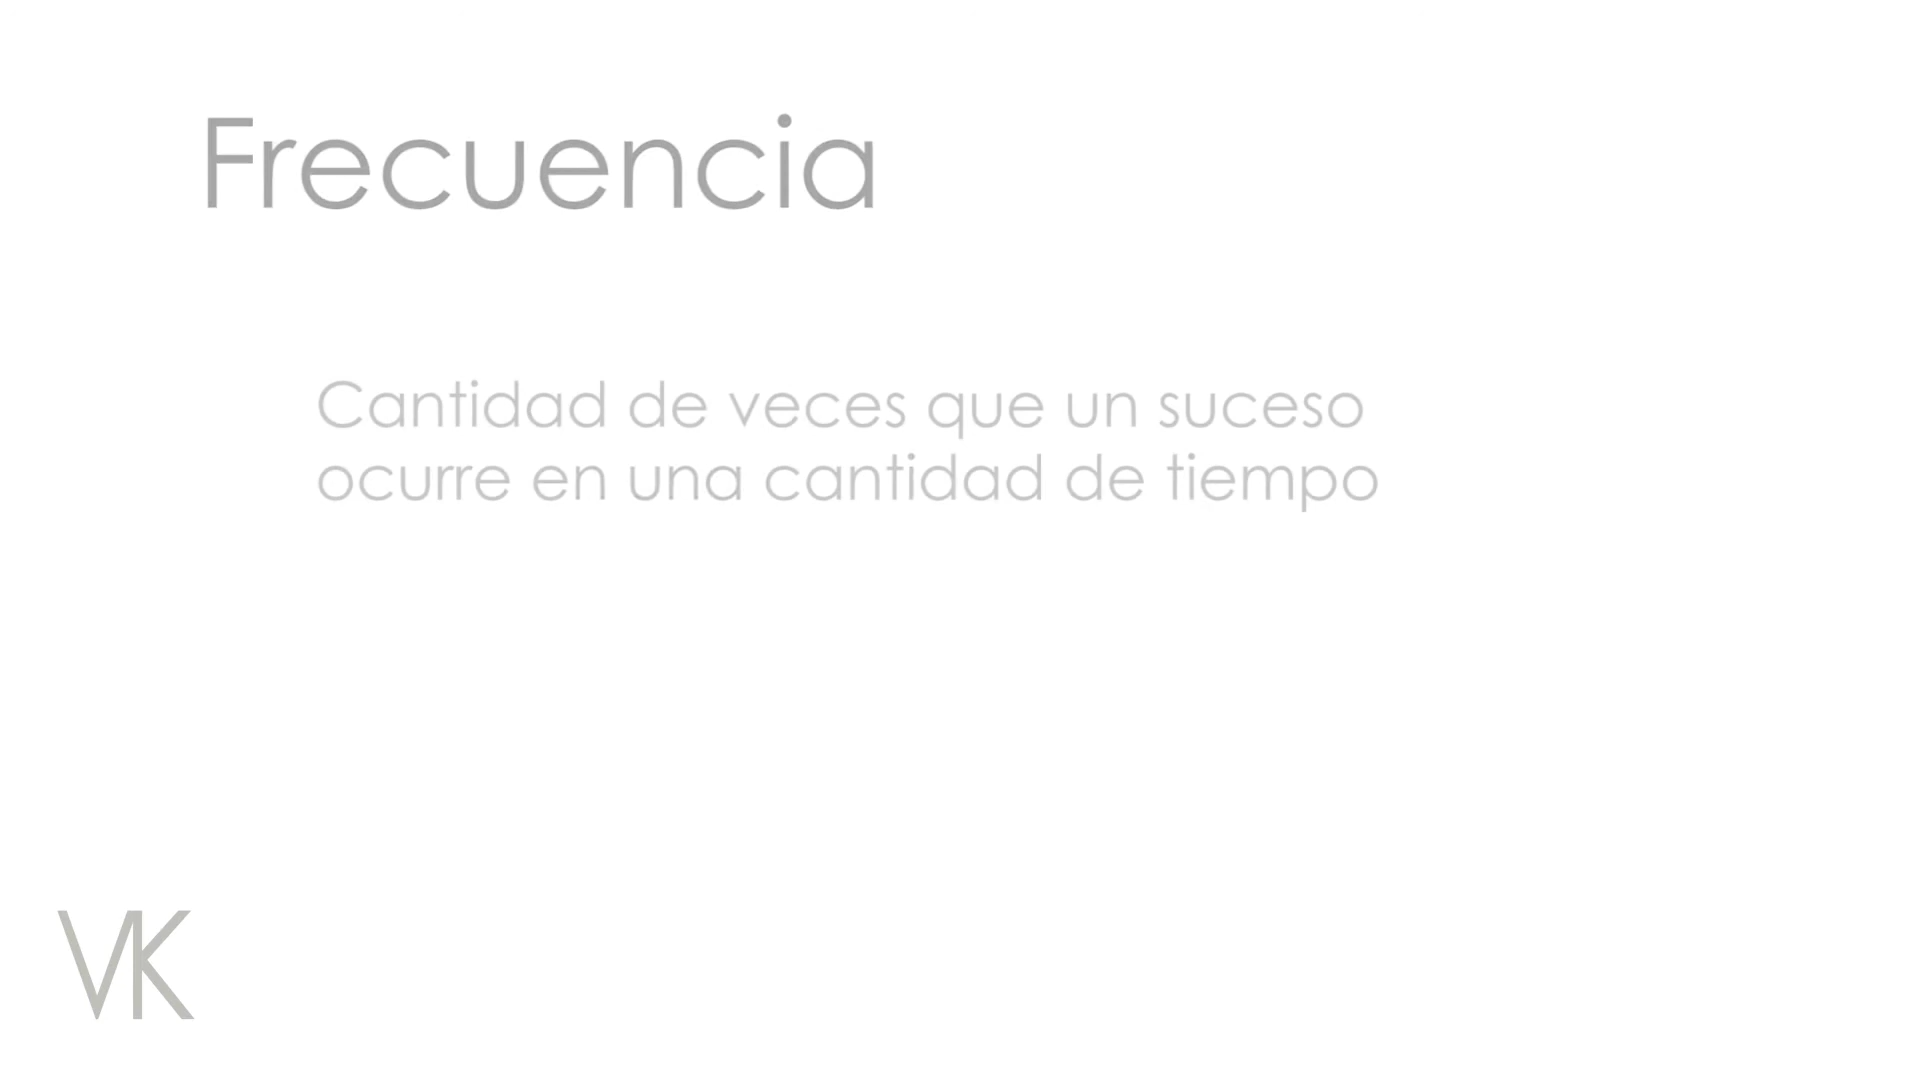 Frecuencia
Cantidad de veces que un suceso
ocurre en una cantidad de tiempo
VK